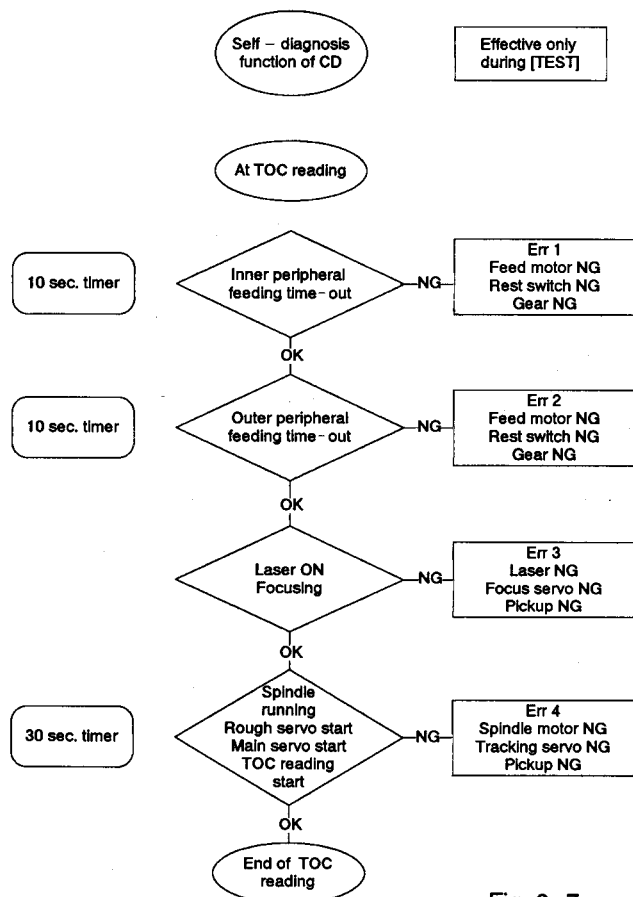 Self – diagnosis
function of CD
Effective only
during [TEST]
At TOC reading
10 sec. timer
Inner peripheral
feeding time – out
NG
Err 1
Feed motor NG
Rest switch NG
Gear NG
OK
10 sec. timer
Outer peripheral
feeding time – out
NG
Err 2
Feed motor NG
Rest switch NG
Gear NG
OK
Laser ON
Focusing
NG
Err 3
Laser NG
Focus servo NG
Pickup NG
OK
30 sec. timer
Spindle
running
Rough servo start
Main servo start
TOC reading
start
NG
Err 4
Spindle motor NG
Tracking servo NG
Pickup NG
OK
End of TOC
reading